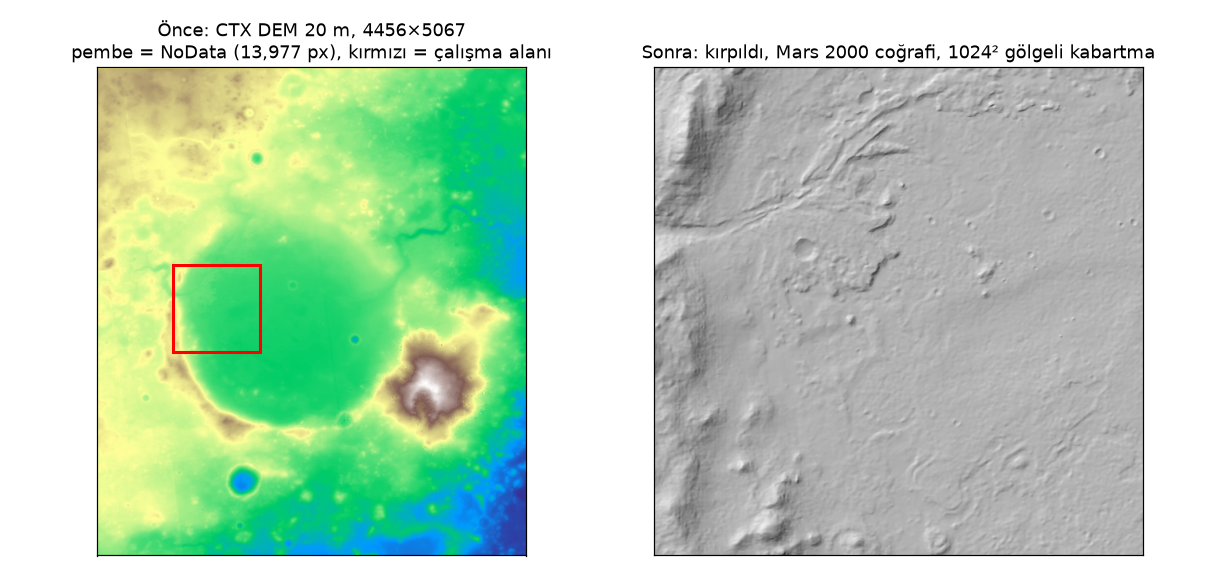 Önce: CTX DEM 20 m, 4456×5067
pembe = NoData (13,977 px), kırmızı = çalışma alanı
Sonra: kırpıldı, Mars 2000 coğrafi, 1024² gölgeli kabartma